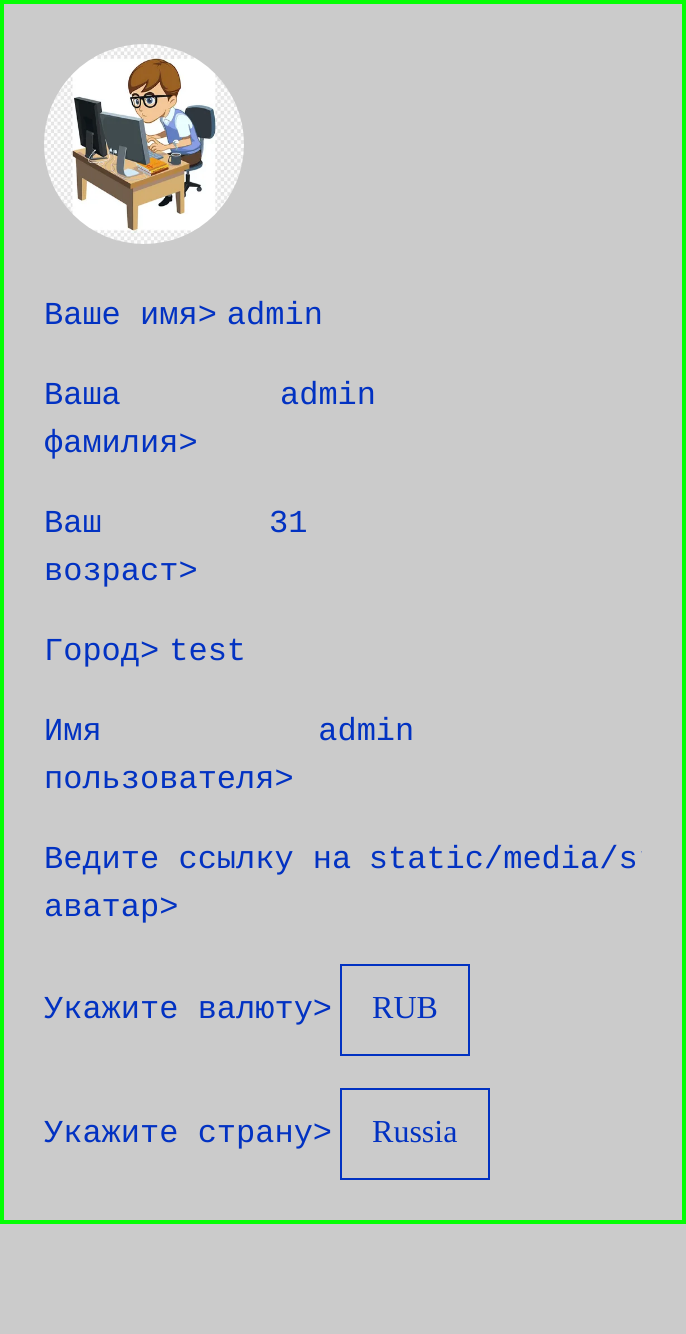 Ваше имя> admin
Ваша admin
фамилия>
Ваш 31
возраст>
Город> test
Имя admin
пользователя>
Ведите ссылку на static/media/s
аватар>
Укажите валюту> RUB
Укажите страну> Russia